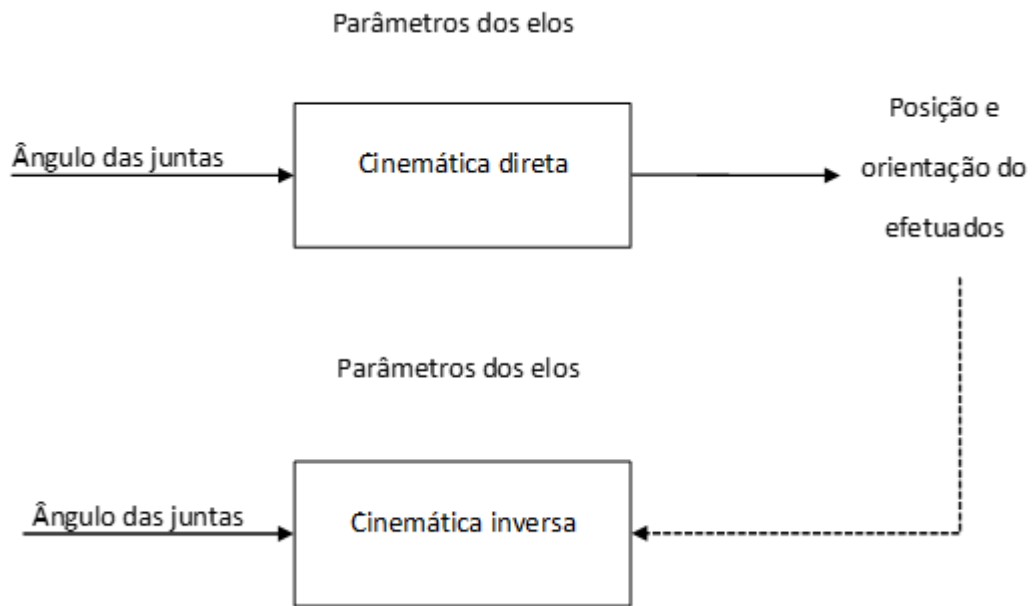 Parâmetros dos elos
Ângulo das juntas
Cinemática direta
Posição e
orientação do
efetuados
Parâmetros dos elos
Ângulo das juntas
Cinemática inversa